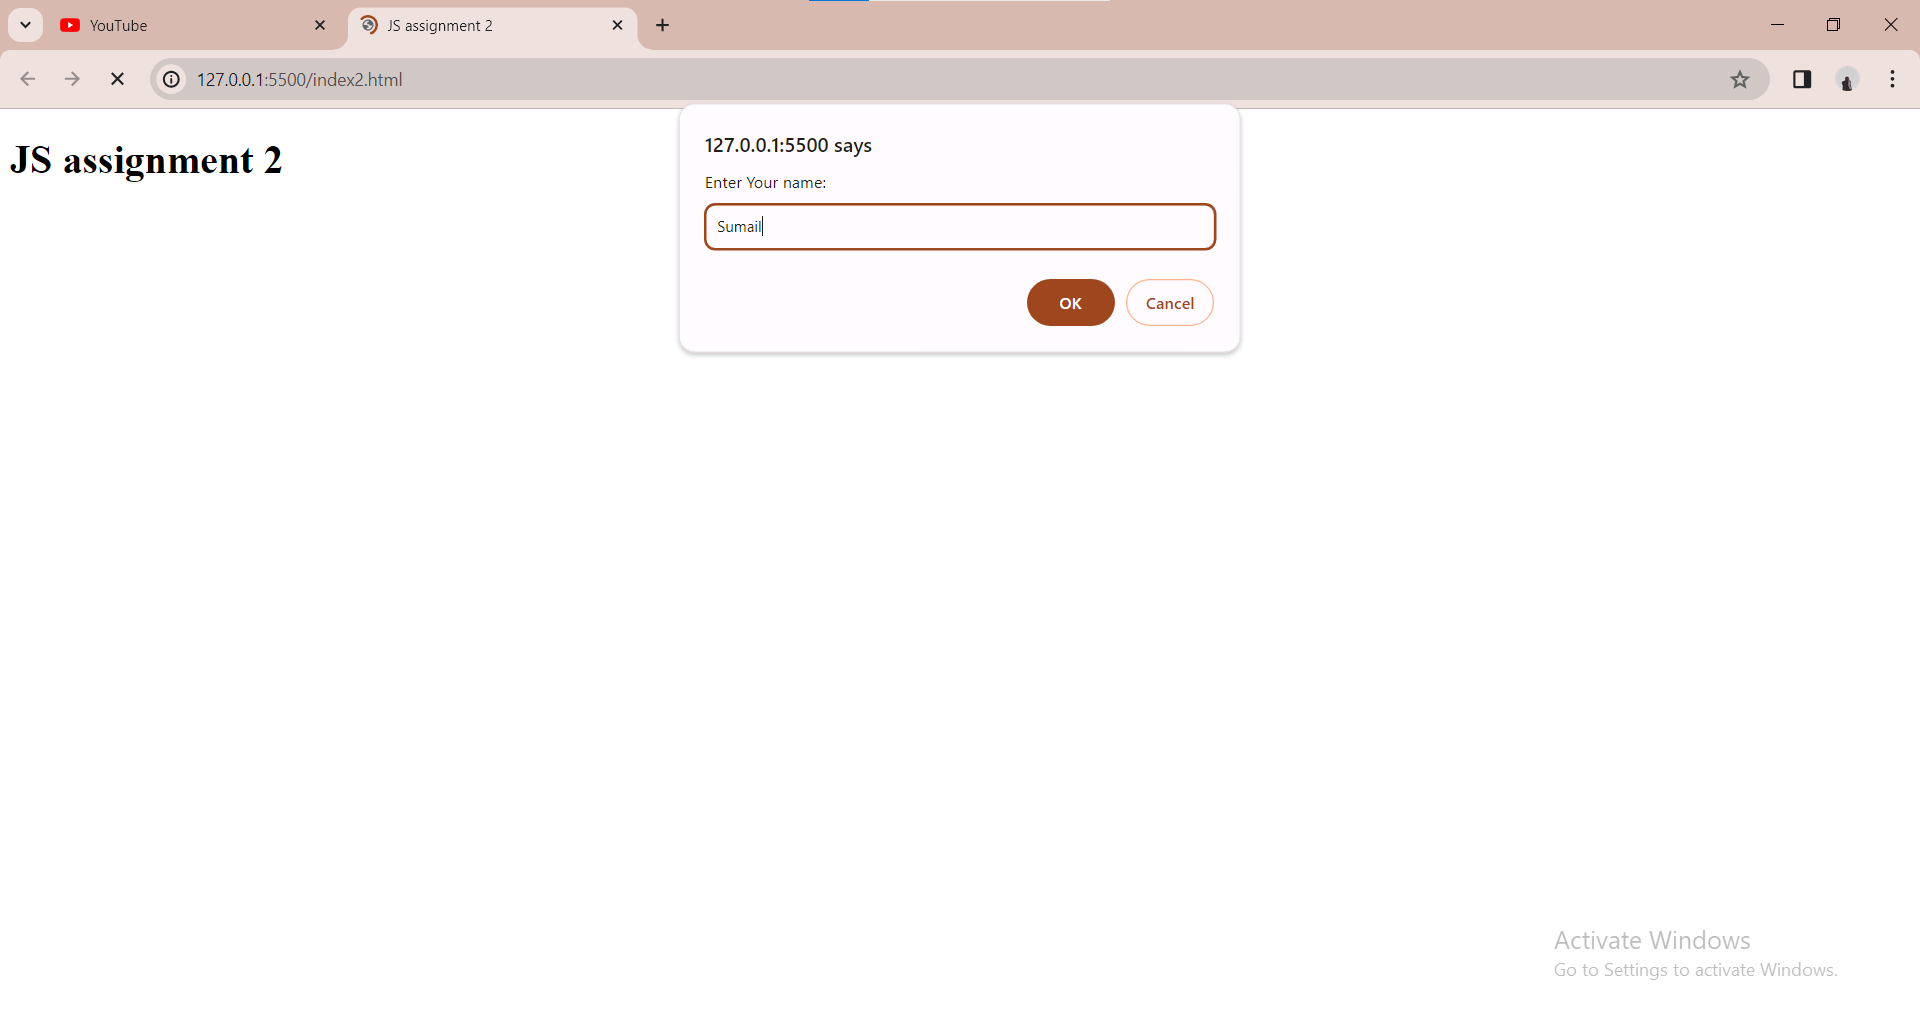 YouTube
JS assignment 2
127.0.0.1:5500/index2.html
JS assignment 2
127.0.0.1:5500 says
Enter Your name:
Sumail
OK
Cancel
Activate Windows
Go to Settings to activate Windows.